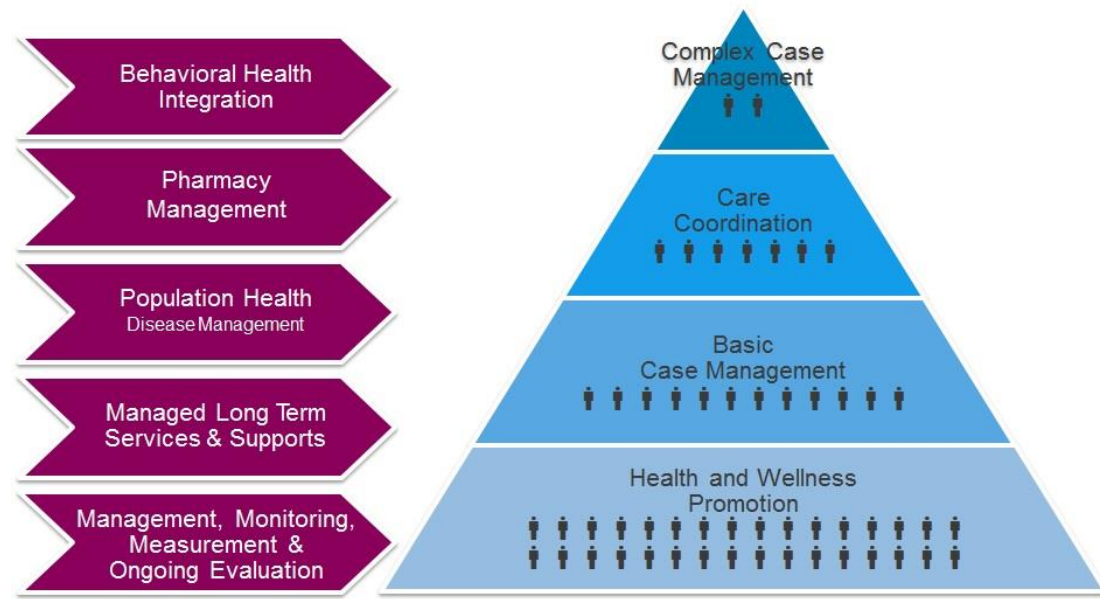 Behavioral Health
Integration
Pharmacy
Management
Population Health
Disease Management
Managed Long Term
Services & Supports
Management, Monitoring,
Measurement &
Ongoing Evaluation
Complex Case
Management
Care
Coordination
Basic
Case Management
Health and Wellness
Promotion